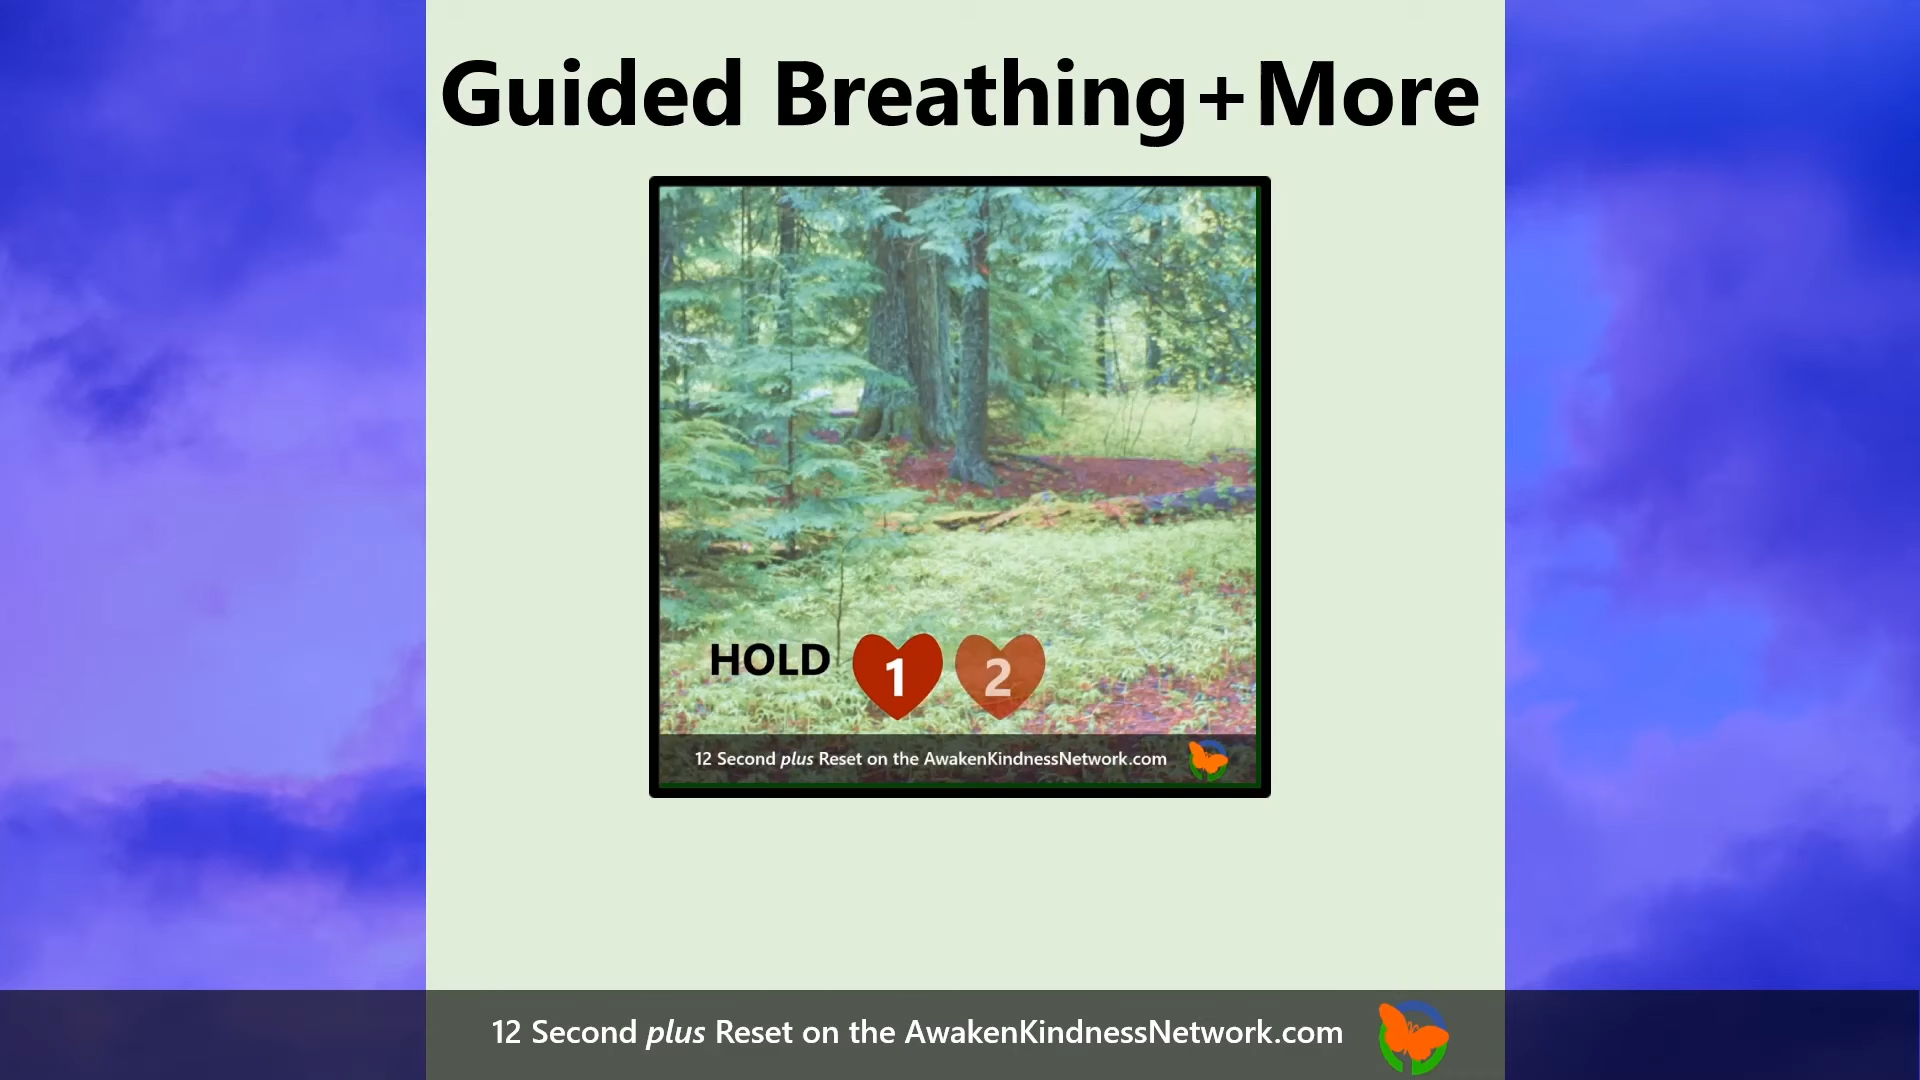 Guided Breathing+More
HOLD 1 2
12 Second plus Reset on the AwakenKindnessNetwork.com
12 Second plus Reset on the AwakenKindnessNetwork.com